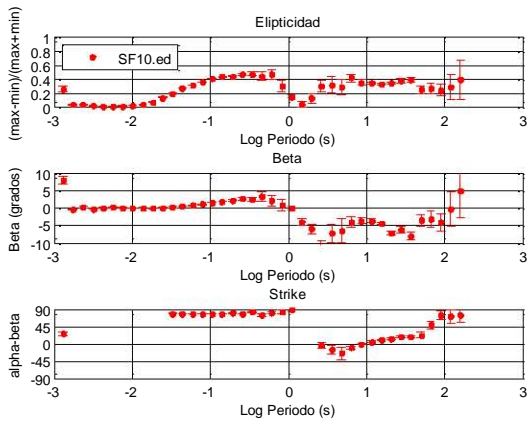 Elipticidad
(max-min)/(max+min)
1
0.8
0.6
0.4
0.2
0
SF10.ed
-3 -2 -1 0 1 2 3
Log Periodo (s)
Beta
Beta (grados)
10
5
0
-5
-10
-3 -2 -1 0 1 2 3
Log Periodo (s)
Strike
alpha-beta
90
45
0
-45
-90
-3 -2 -1 0 1 2 3
Log Periodo (s)